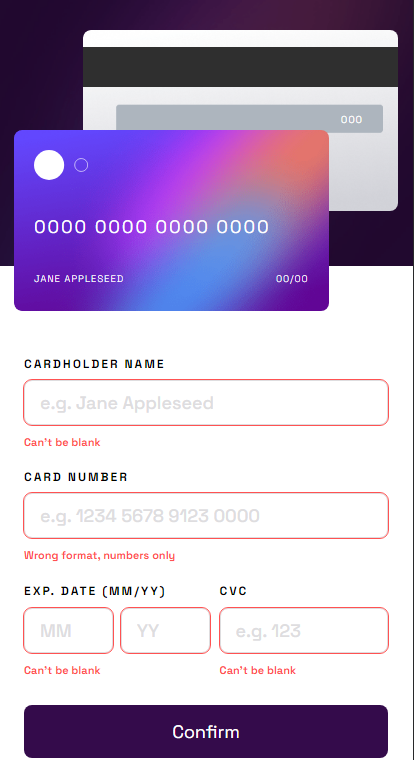 000
0000 0000 0000 0000
JANE APPLESEED 00/00
CARDHOLDER NAME
e.g. Jane Appleseed
Can't be blank
CARD NUMBER
e.g. 1234 5678 9123 0000
Wrong format, numbers only
EXP. DATE (MM/YY) CVC
MM YY e.g. 123
Can't be blank Can't be blank
Confirm